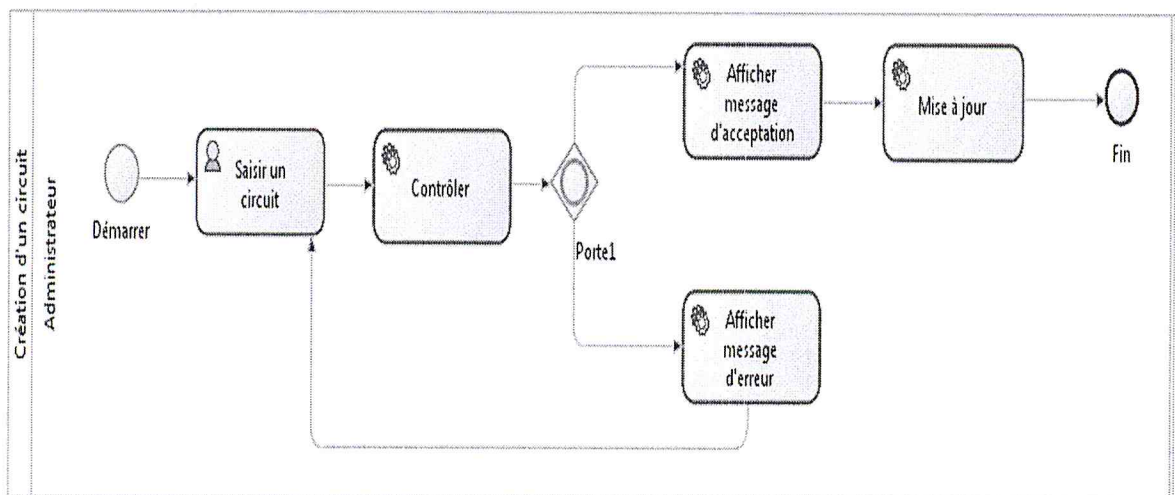 Création d'un circuit
Administrateur
Démarrer
Saisir un
circuit
Contrôler
Porte1
Afficher
message
d'acceptation
Mise à jour
Fin
Afficher
message
d'erreur